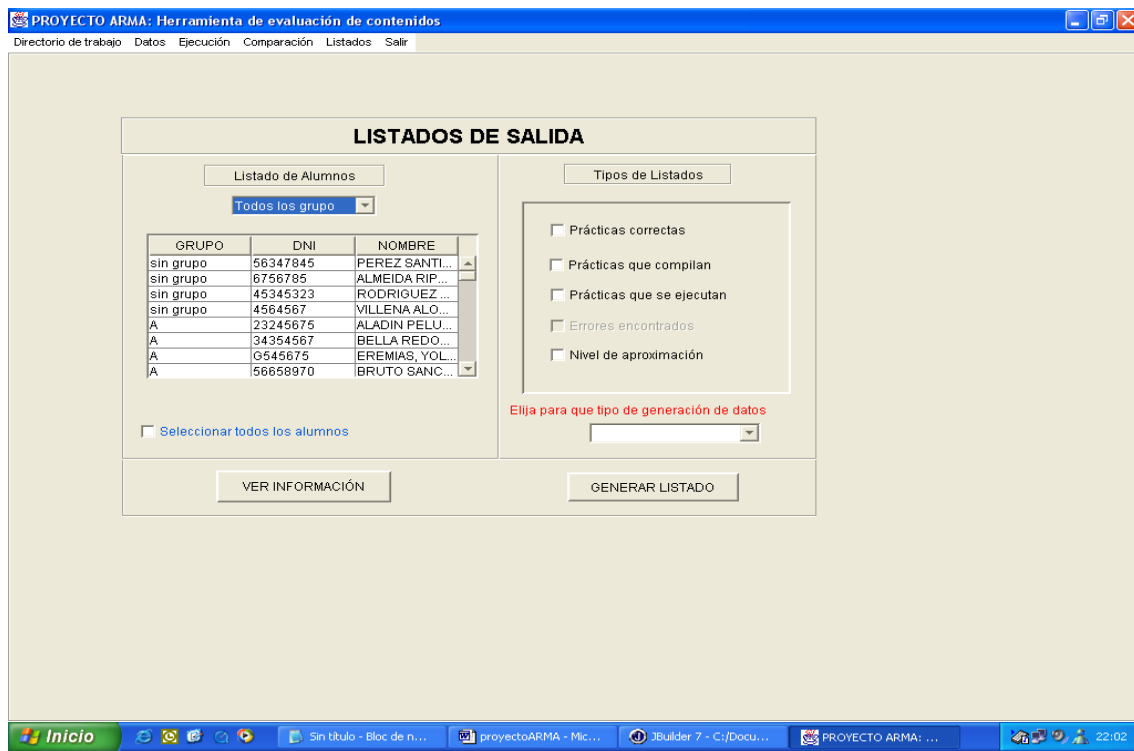 PROYECTO ARMA: Herramienta de evaluación de contenidos
Directorio de trabajo Datos Ejecución Comparación Listados Salir
LISTADOS DE SALIDA
Listado de Alumnos
Todos los grupo
GRUPO DNI NOMBRE
sin grupo 56347845 PEREZ SANTI...
sin grupo 6756785 ALMEIDA RIP...
sin grupo 45345323 RODRIGUEZ ...
sin grupo 4564567 VILLENA ALO...
A 23245675 ALADIN PELU...
A 34354567 BELLA REDO...
A G545675 EREMIAS, YOL...
A 56658970 BRUTO SANC...
Seleccionar todos los alumnos
VER INFORMACIÓN
Tipos de Listados
Prácticas correctas
Prácticas que compilan
Prácticas que se ejecutan
Errores encontrados
Nivel de aproximación
Elija para que tipo de generación de datos
GENERAR LISTADO
Inicio
Sin título - Bloc de n...
proyectoARMA - Mic...
JBuilder 7 - C:/Docu...
PROYECTO ARMA: ...
22:02